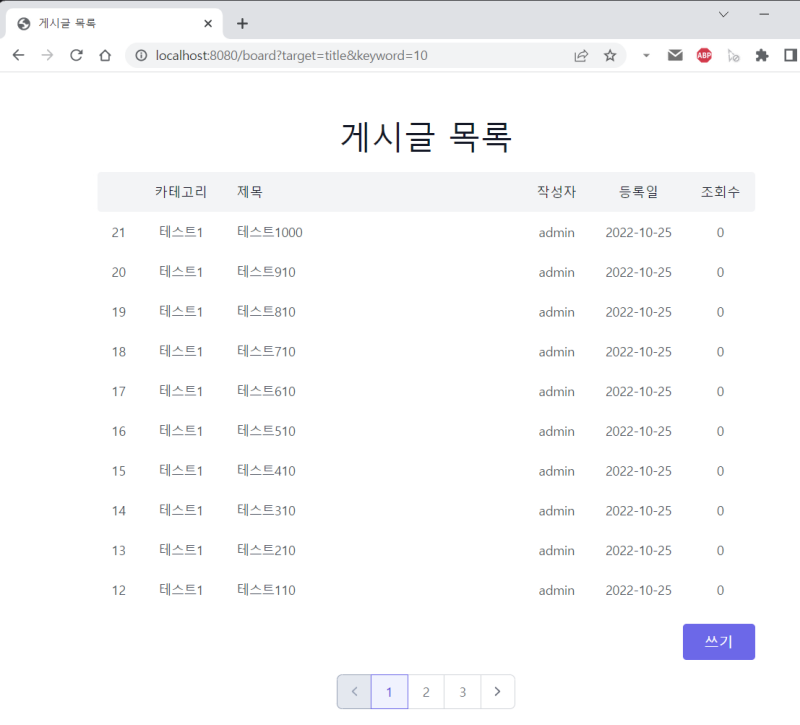 게시글 목록
localhost:8080/board?target=title&keyword=10
ABP
게시글 목록
카테고리 제목 작성자 등록일 조회수
21 테스트1 테스트1000 admin 2022-10-25 0
20 테스트1 테스트910 admin 2022-10-25 0
19 테스트1 테스트810 admin 2022-10-25 0
18 테스트1 테스트710 admin 2022-10-25 0
17 테스트1 테스트610 admin 2022-10-25 0
16 테스트1 테스트510 admin 2022-10-25 0
15 테스트1 테스트410 admin 2022-10-25 0
14 테스트1 테스트310 admin 2022-10-25 0
13 테스트1 테스트210 admin 2022-10-25 0
12 테스트1 테스트110 admin 2022-10-25 0
쓰기
1 2 3